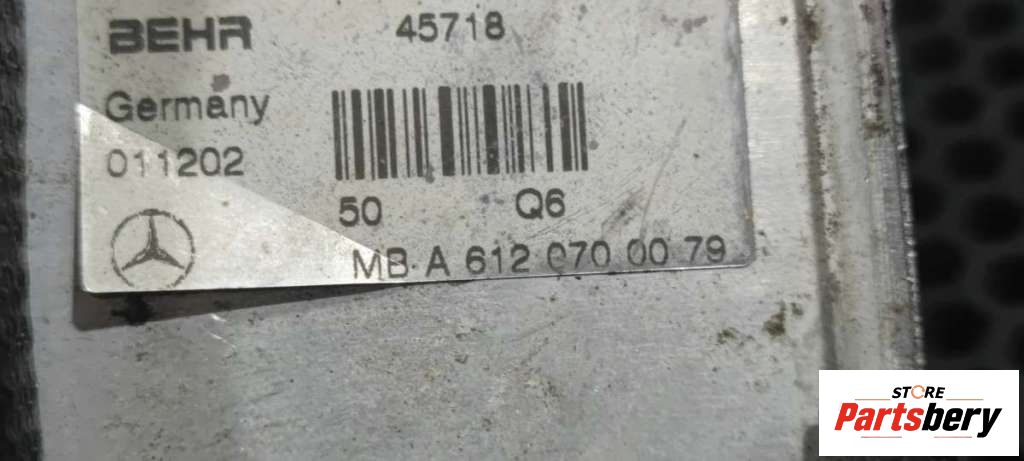 BEHR 45718
Germany
011202
50 Q6
MB A 612 070 00 79
STORE
Partsbery